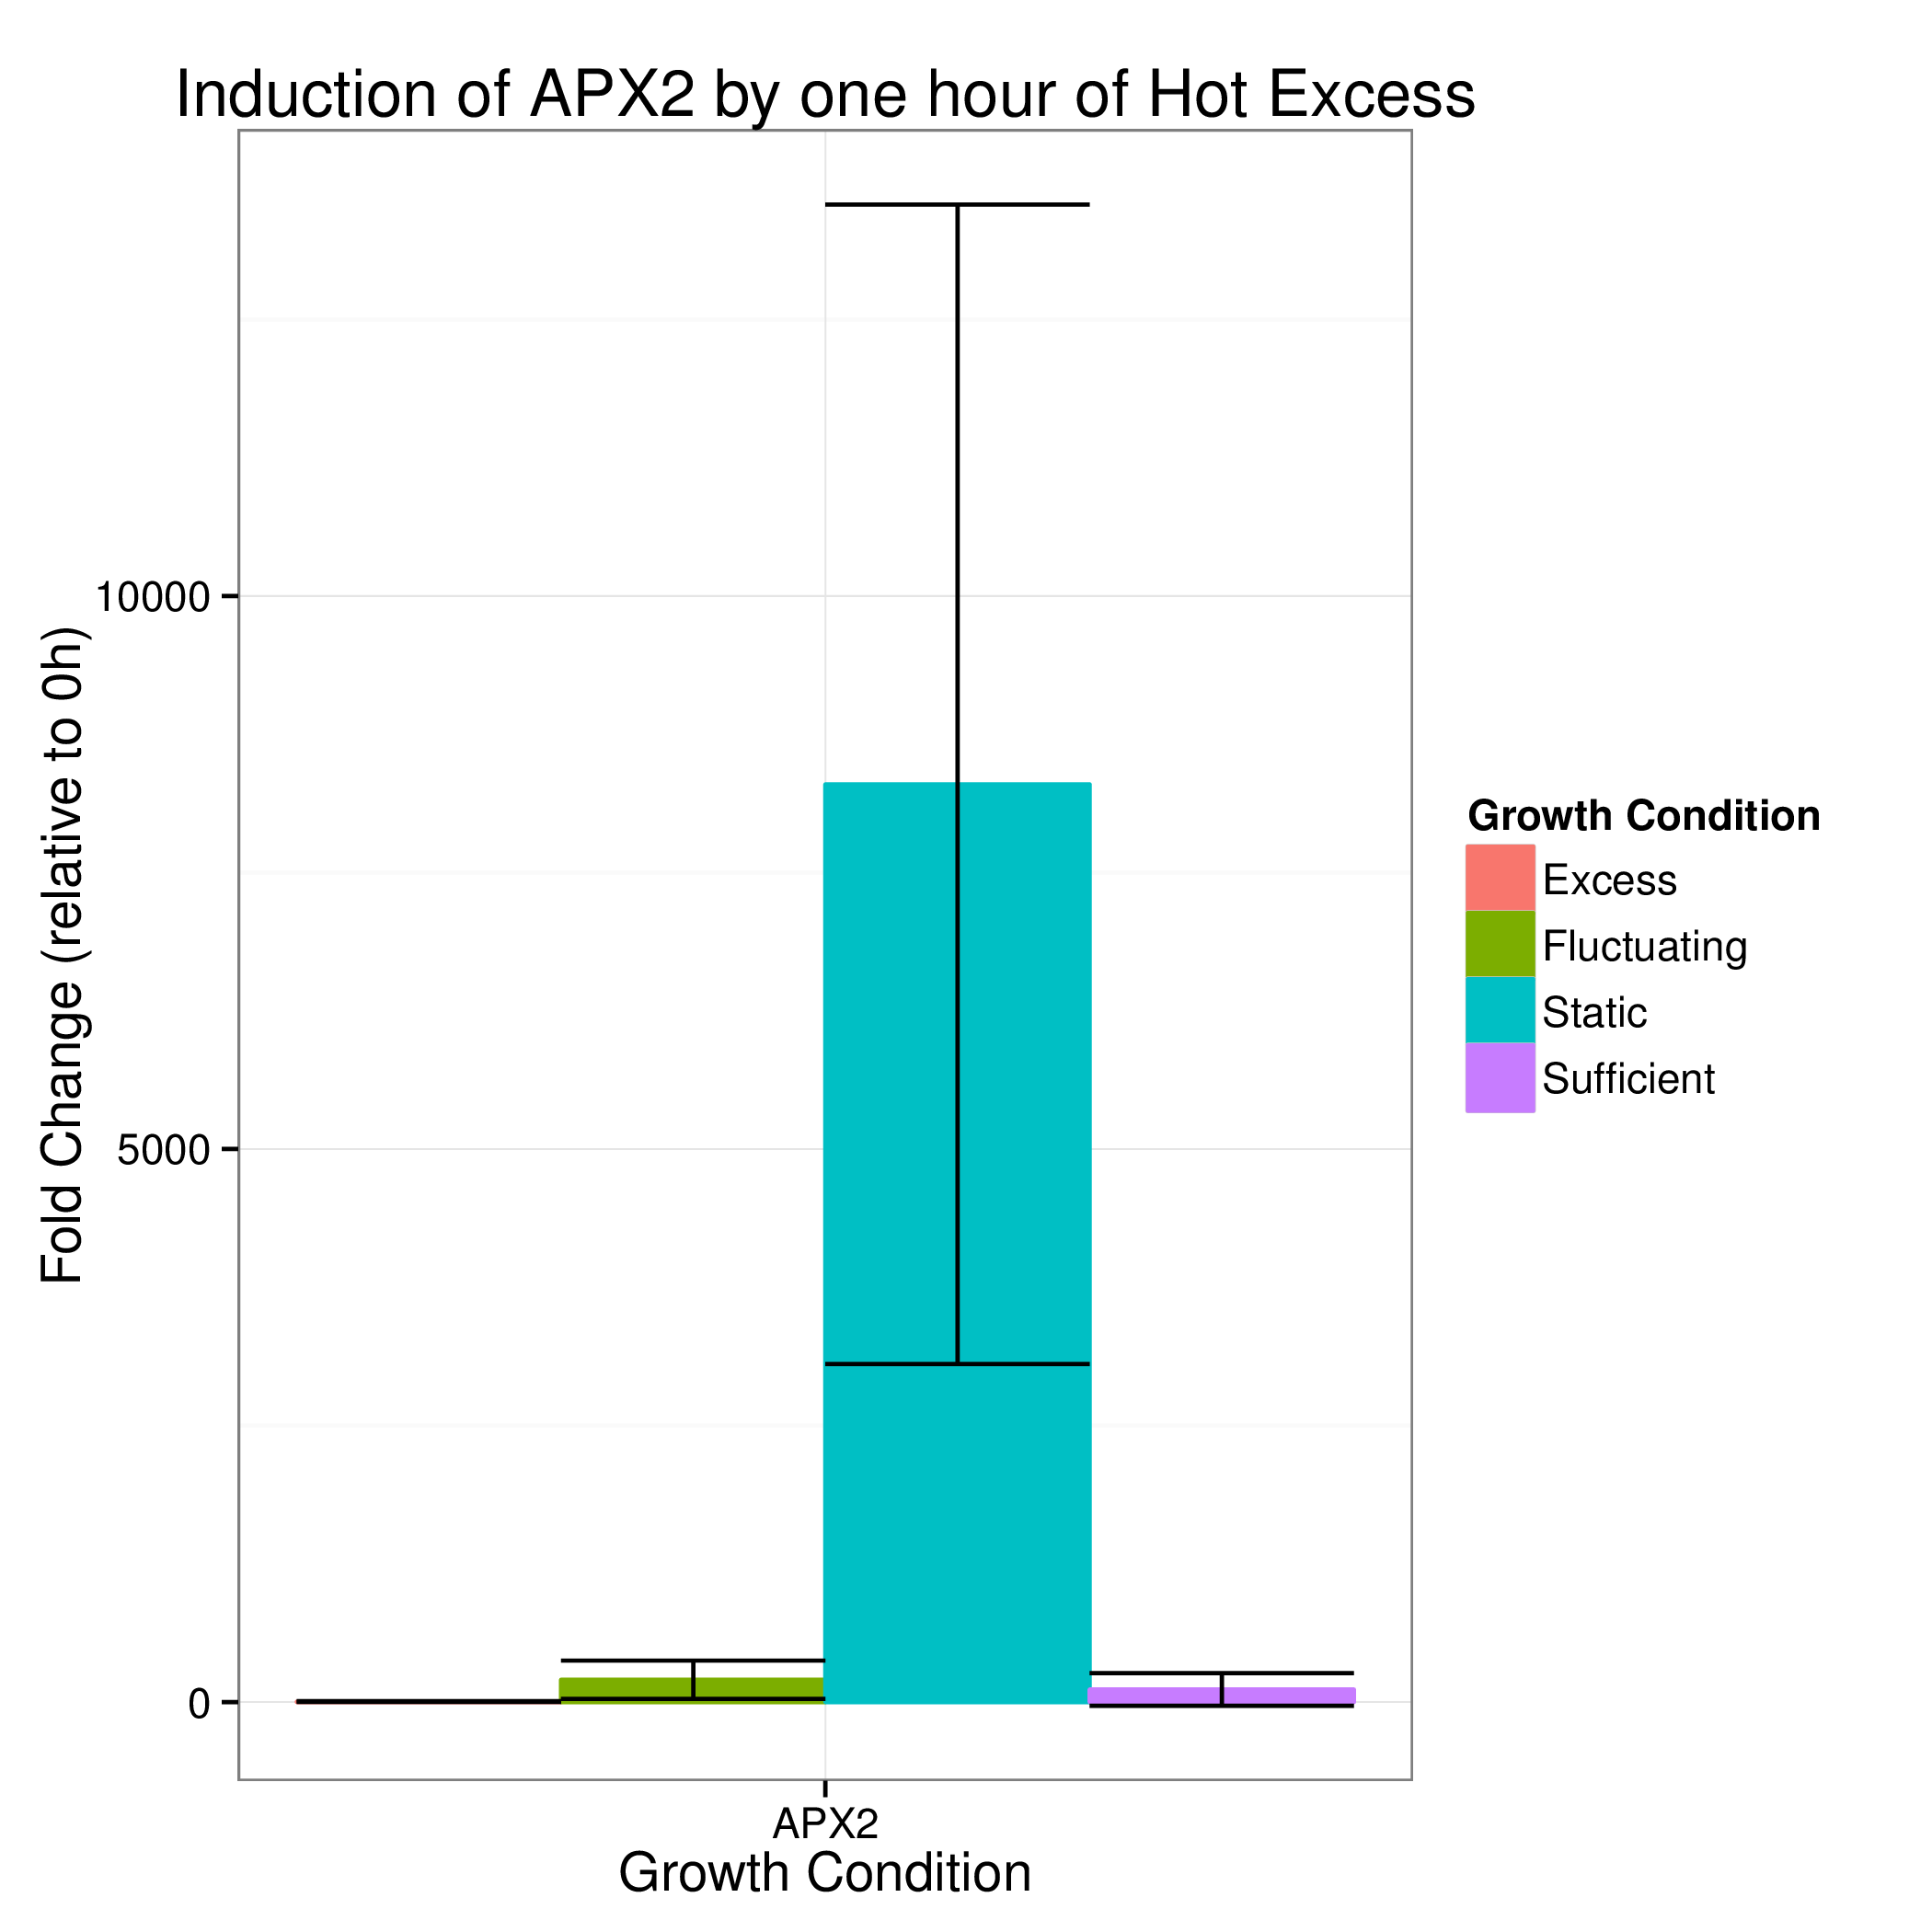 Induction of APX2 by one hour of Hot Excess
Fold Change (relative to 0h)
10000
5000
0
APX2
Growth Condition
Growth Condition
Excess
Fluctuating
Static
Sufficient